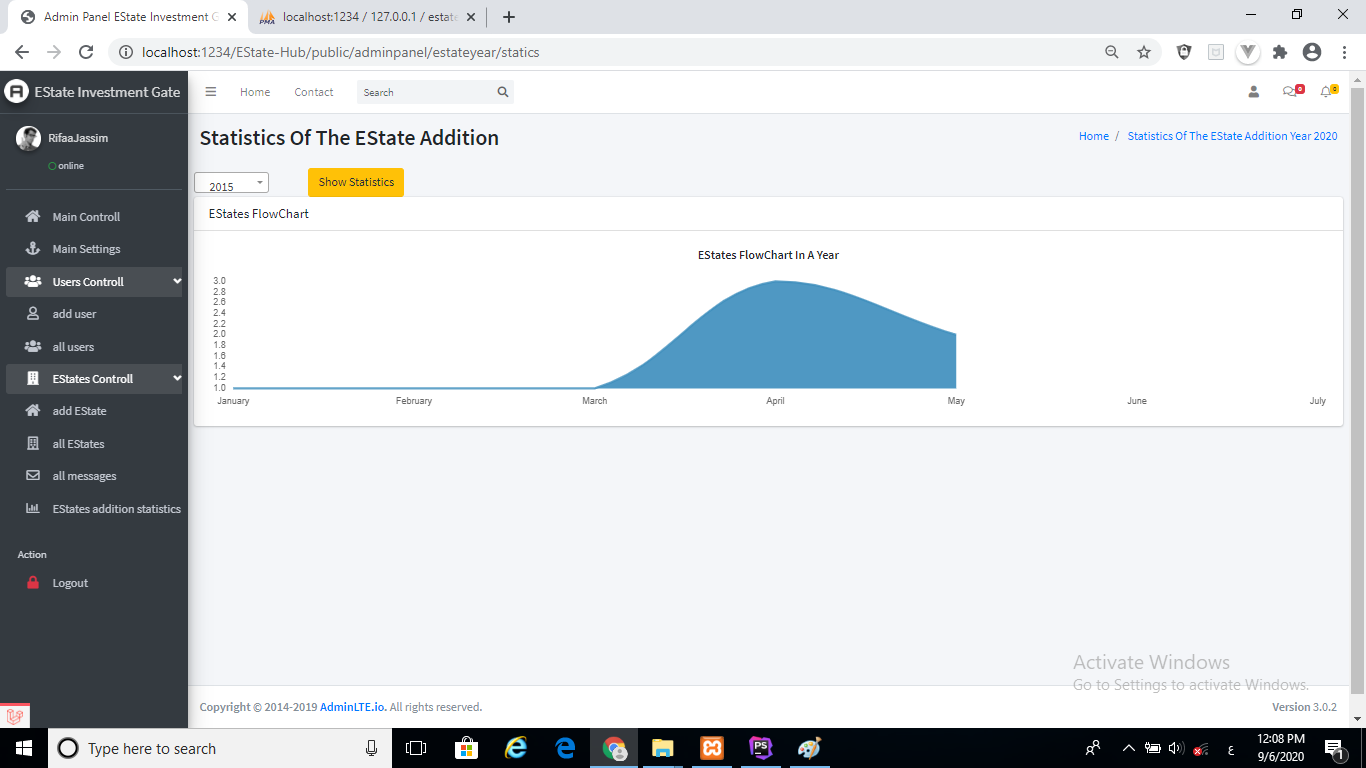 Admin Panel EState Investment G
localhost:1234 / 127.0.0.1 / estate
localhost:1234/EState-Hub/public/adminpanel/estateyear/statics
EState Investment Gate
Home
Contact
Search
0
0
RifaaJassim
online
Statistics Of The EState Addition
Home / Statistics Of The EState Addition Year 2020
2015
Show Statistics
Main Controll
Main Settings
Users Controll
add user
all users
EStates Controll
add EState
all EStates
all messages
EStates addition statistics
Action
Logout
EStates FlowChart
EStates FlowChart In A Year
3.0
2.8
2.6
2.4
2.2
2.0
1.8
1.6
1.4
1.2
1.0
January February March April May June July
Activate Windows
Go to Settings to activate Windows.
Copyright © 2014-2019 AdminLTE.io. All rights reserved.
Version 3.0.2
Type here to search
PS
ع
12:08 PM
9/6/2020
1